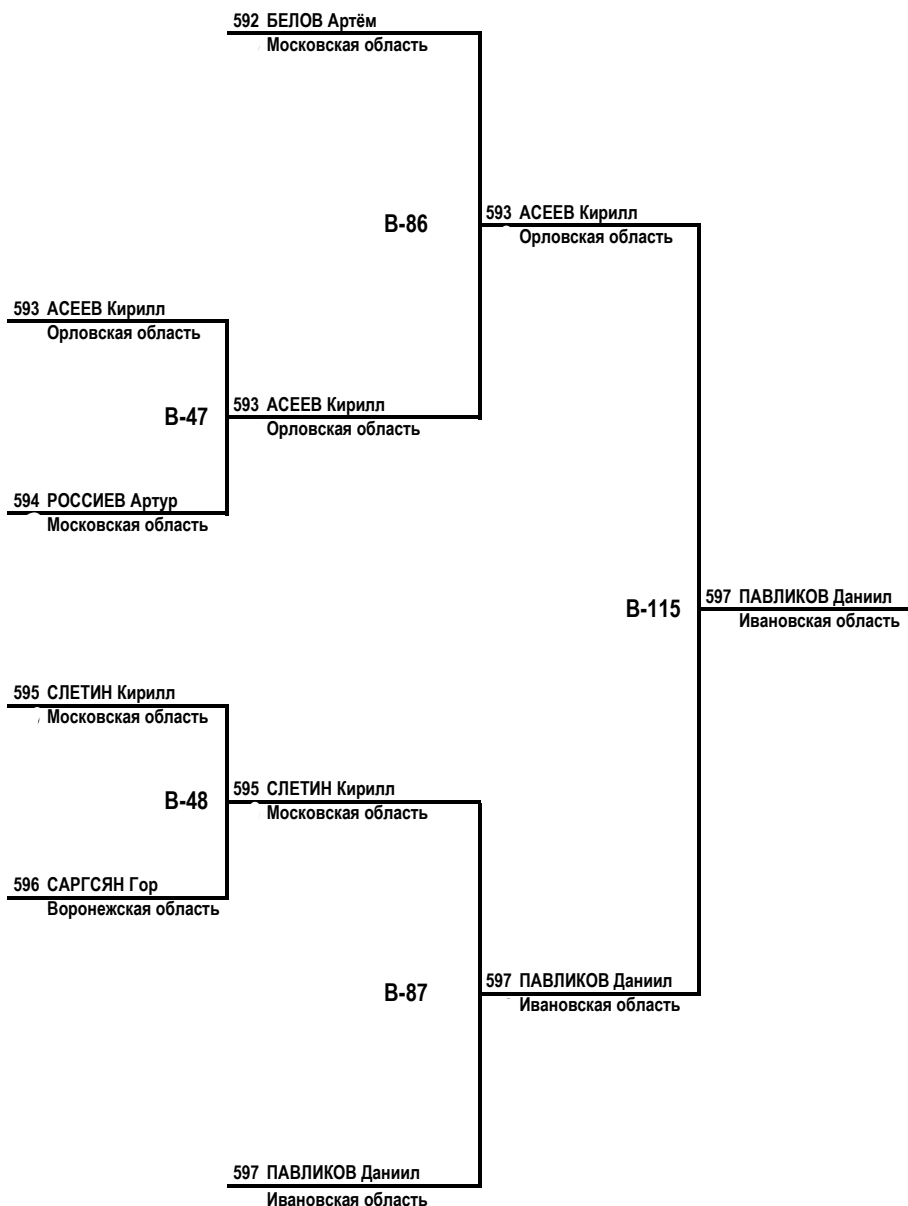 592 БЕЛОВ Артём
Московская область
B-86
593 АСЕЕВ Кирилл
Орловская область
593 АСЕЕВ Кирилл
Орловская область
B-47
593 АСЕЕВ Кирилл
Орловская область
594 РОССИЕВ Артур
Московская область
B-115
597 ПАВЛИКОВ Даниил
Ивановская область
595 СЛЕТИН Кирилл
Московская область
B-48
595 СЛЕТИН Кирилл
Московская область
596 САРГСЯН Гор
Воронежская область
B-87
597 ПАВЛИКОВ Даниил
Ивановская область
597 ПАВЛИКОВ Даниил
Ивановская область